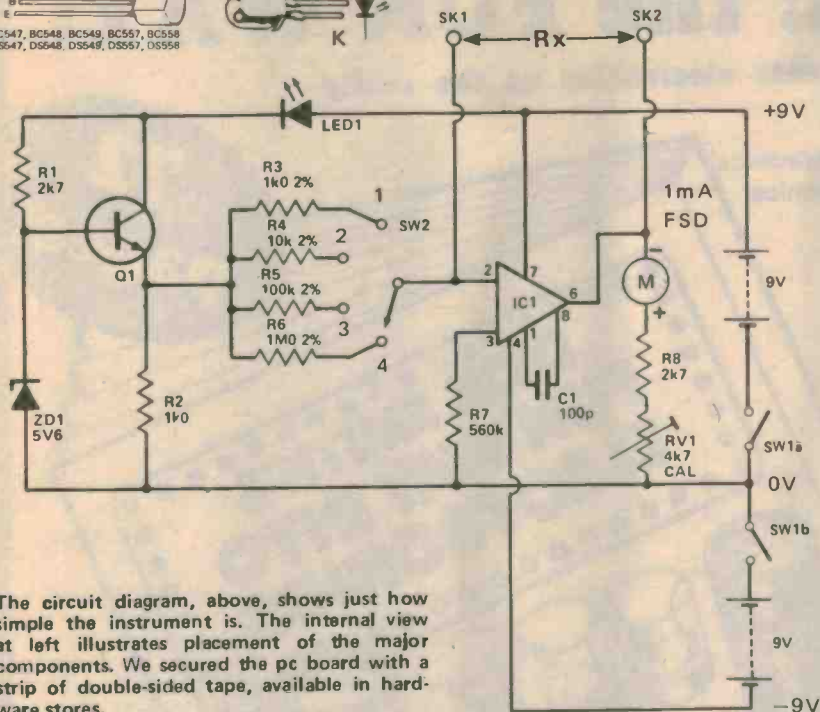 B
E
BC547, BC548, BC549, BC557, BC558
DS547, DS548, DS549, DS557, DS558
K
SK1
Rx
SK2
+9V
LED1
R1
2k7
R3
1k0 2%
1
SW2
R4
10k 2%
2
R5
100k 2%
3
R6
1M0 2%
4
Q1
2
7
IC1
6
3
4
1
8
1mA
FSD
-
M
+
9V
R8
2k7
C1
100p
R7
560k
RV1
4k7
CAL
SW1a
0V
ZD1
5V6
R2
1k0
SW1b
9V
-9V
The circuit diagram, above, shows just how
simple the instrument is. The internal view
at left illustrates placement of the major
components. We secured the pc board with a
strip of double-sided tape, available in hard-
ware stores.